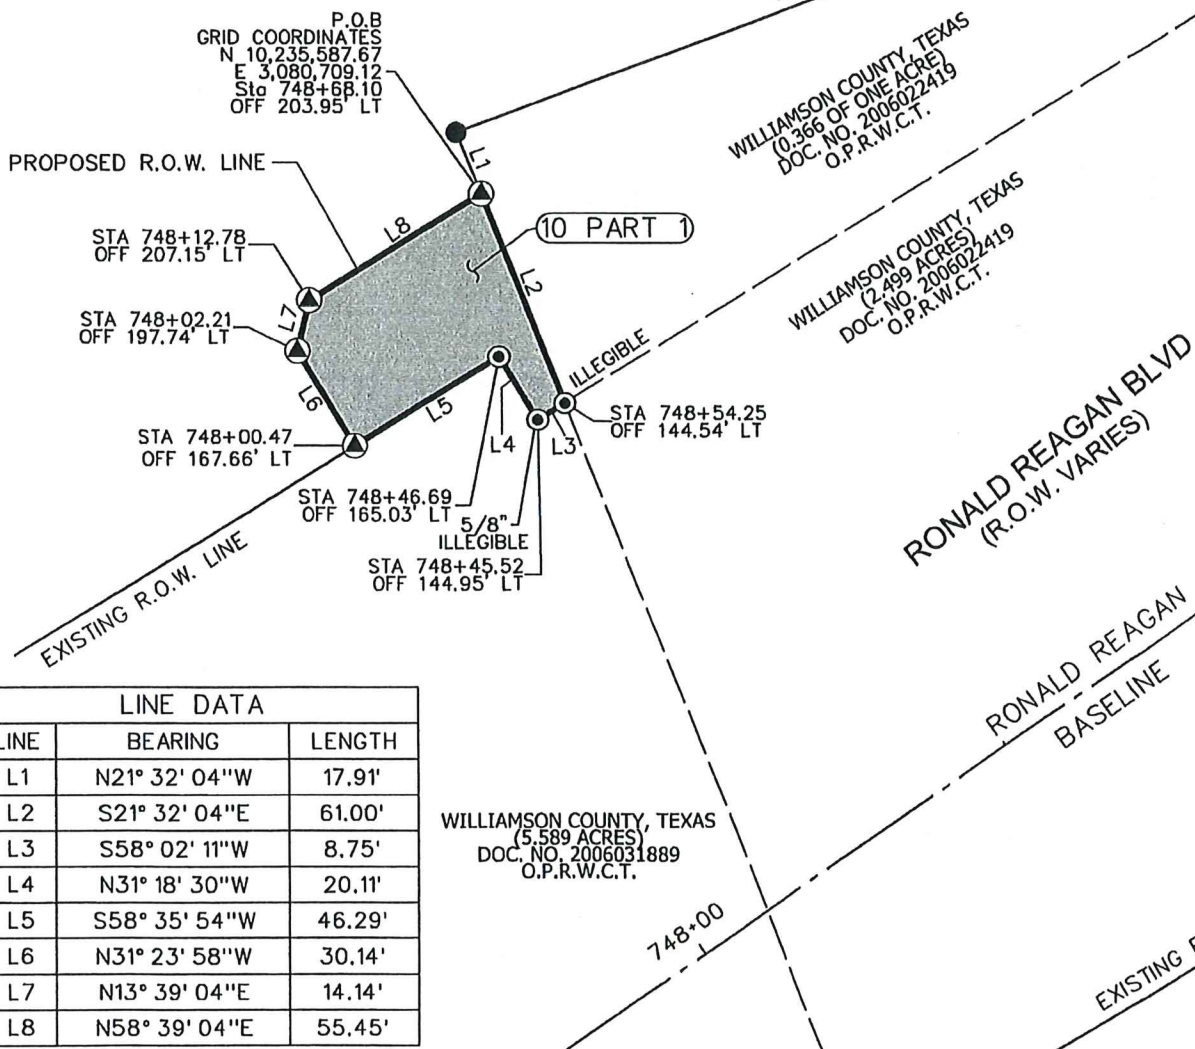 P.O.B
GRID COORDINATES
N 10,235,587.67
E 3,080,709.12
Sta 748+68.10
OFF 203.95' LT
PROPOSED R.O.W. LINE
L1
L8
10 PART 1
STA 748+12.78
OFF 207.15' LT
L7
L2
STA 748+02.21
OFF 197.74' LT
L6
L5
ILLEGIBLE
L4
L3
STA 748+54.25
OFF 144.54' LT
STA 748+00.47
OFF 167.66' LT
STA 748+46.69
OFF 165.03' LT
5/8"
ILLEGIBLE
STA 748+45.52
OFF 144.95' LT
EXISTING R.O.W. LINE
WILLIAMSON COUNTY, TEXAS
(0.366 OF ONE ACRE)
DOC. NO. 2006022419
O.P.R.W.C.T.
WILLIAMSON COUNTY, TEXAS
(2.499 ACRES)
DOC. NO. 2006022419
O.P.R.W.C.T.
RONALD REAGAN BLVD
(R.O.W. VARIES)
RONALD REAGAN
BASELINE
WILLIAMSON COUNTY, TEXAS
(5.589 ACRES)
DOC. NO. 2006031889
O.P.R.W.C.T.
748+00
EXISTING
LINE DATA
LINE BEARING LENGTH
L1 N21° 32' 04"W 17.91'
L2 S21° 32' 04"E 61.00'
L3 S58° 02' 11"W 8.75'
L4 N31° 18' 30"W 20.11'
L5 S58° 35' 54"W 46.29'
L6 N31° 23' 58"W 30.14'
L7 N13° 39' 04"E 14.14'
L8 N58° 39' 04"E 55.45'